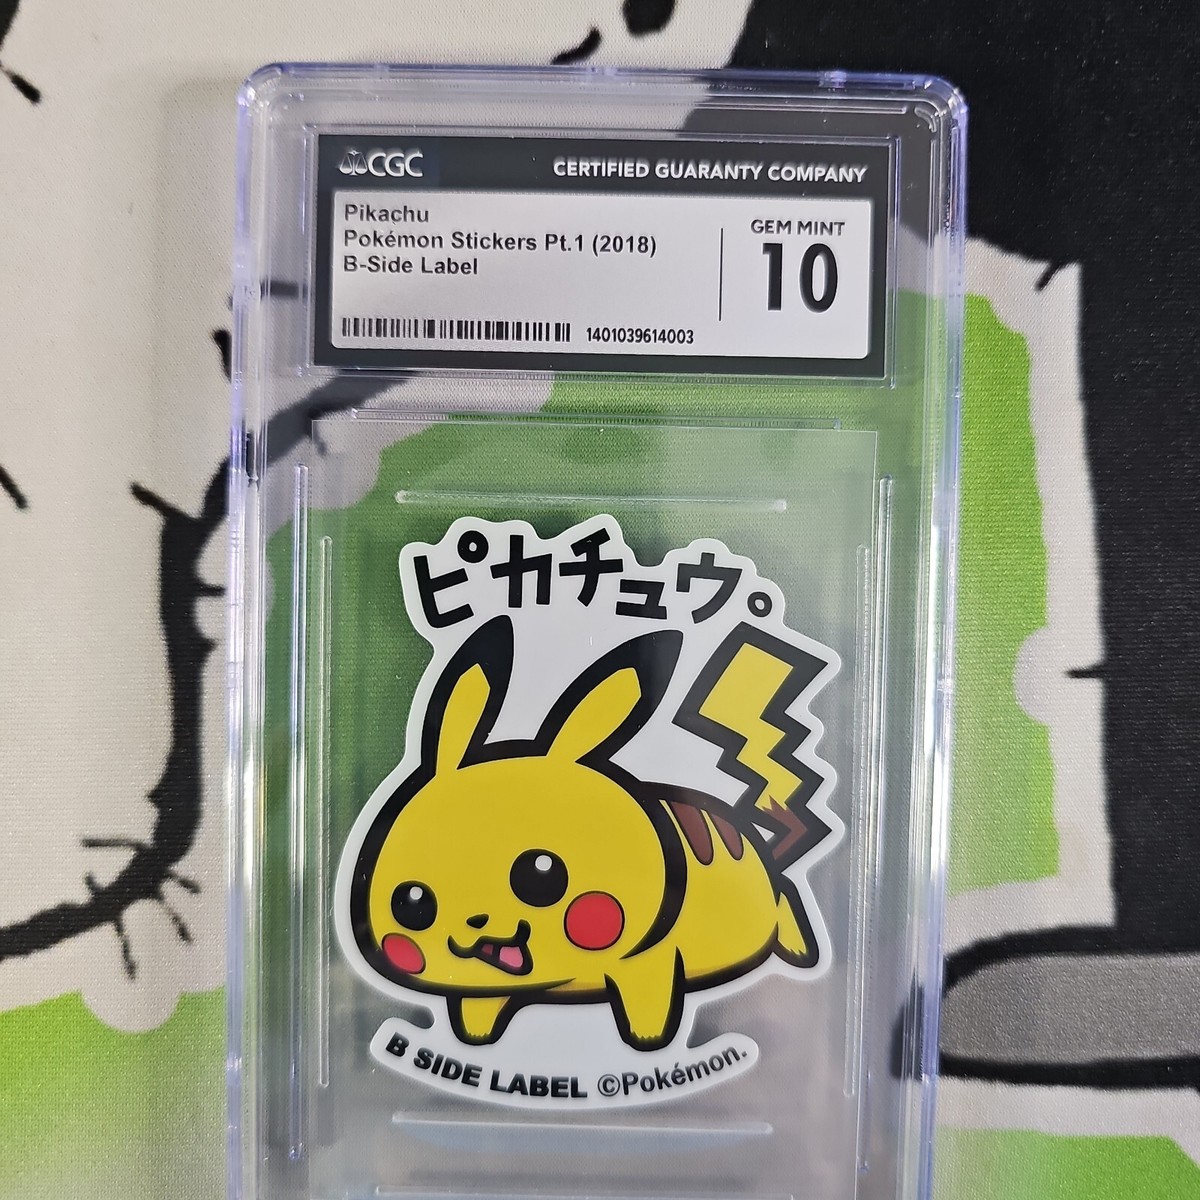 CGC
CERTIFIED GUARANTY COMPANY
Pikachu
Pokémon Stickers Pt.1 (2018)
B-Side Label
GEM MINT
10
1401039614003
ピカチュウ。
B SIDE LABEL ©Pokémon.